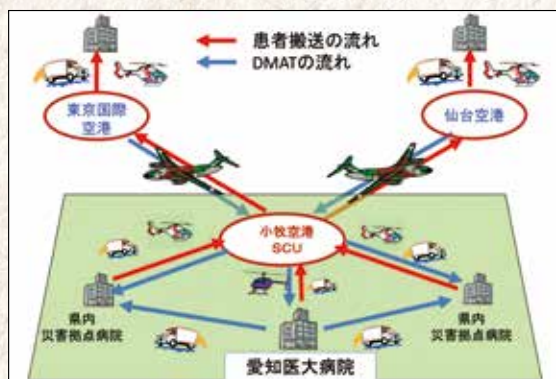 患者搬送の流れ
DMATの流れ
東京国際
空港
仙台空港
小牧空港
SCU
県内
災害拠点病院
県内
災害拠点病院
愛知医大病院